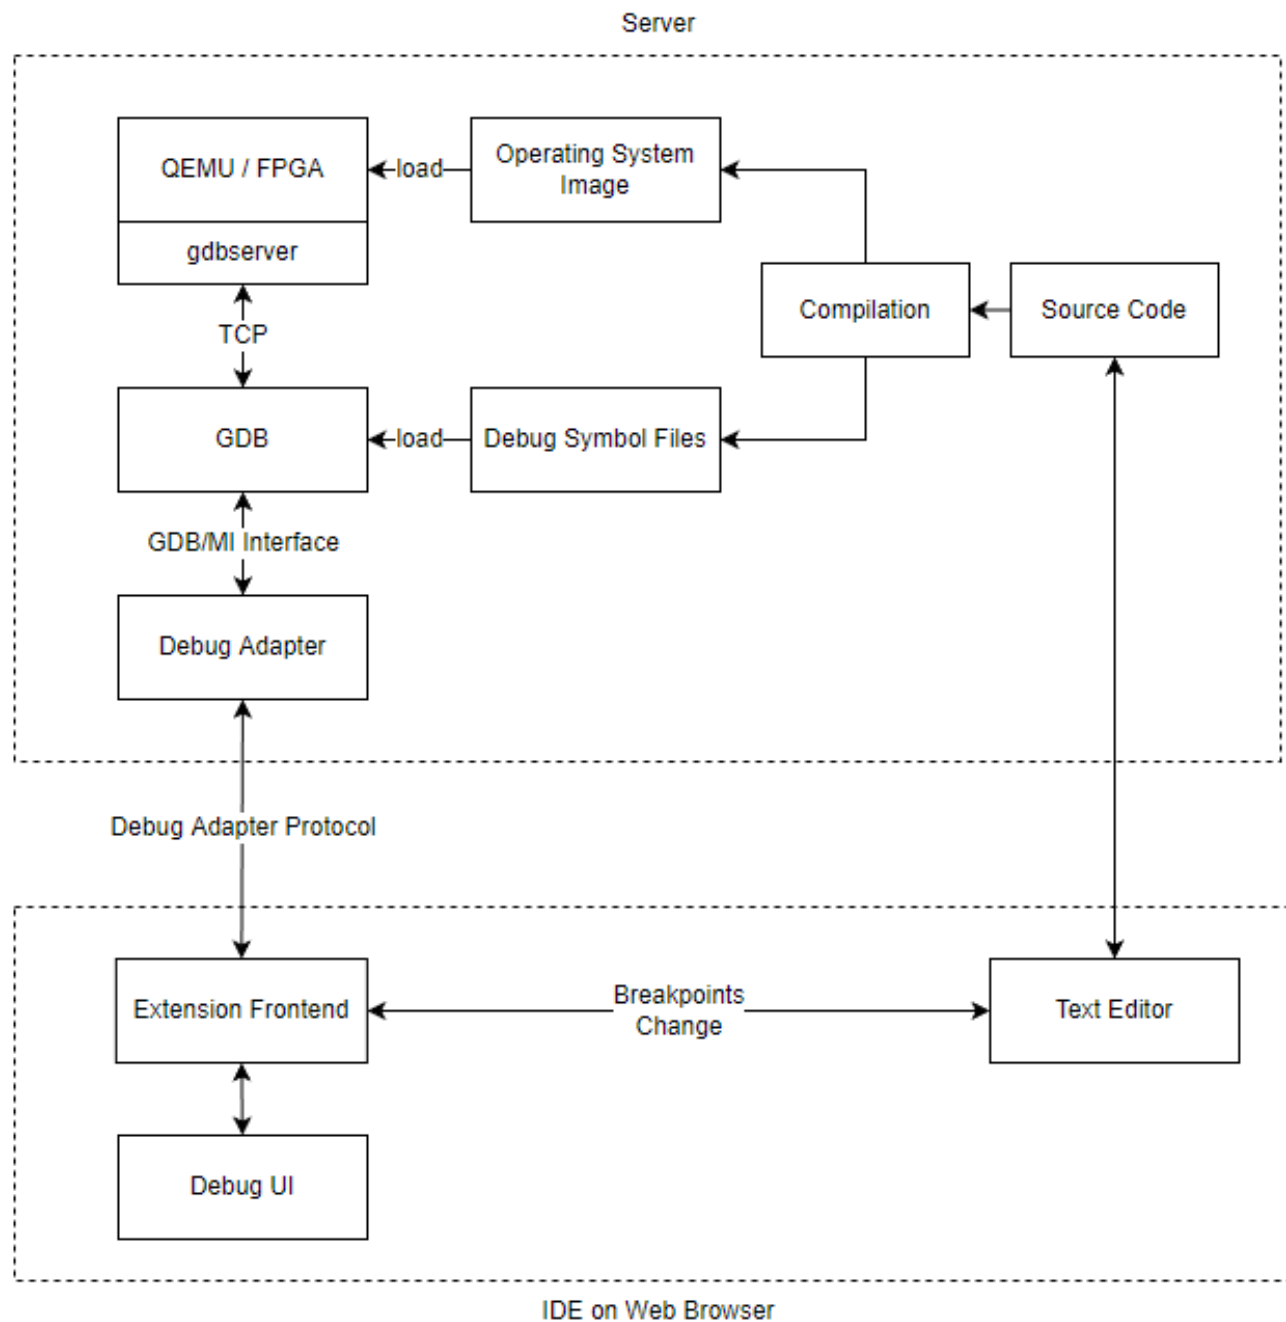 Server
QEMU / FPGA
load
Operating System
Image
gdbserver
Compilation
Source Code
TCP
GDB
load
Debug Symbol Files
GDB/MI Interface
Debug Adapter
Debug Adapter Protocol
Extension Frontend
Breakpoints
Change
Text Editor
Debug UI
IDE on Web Browser